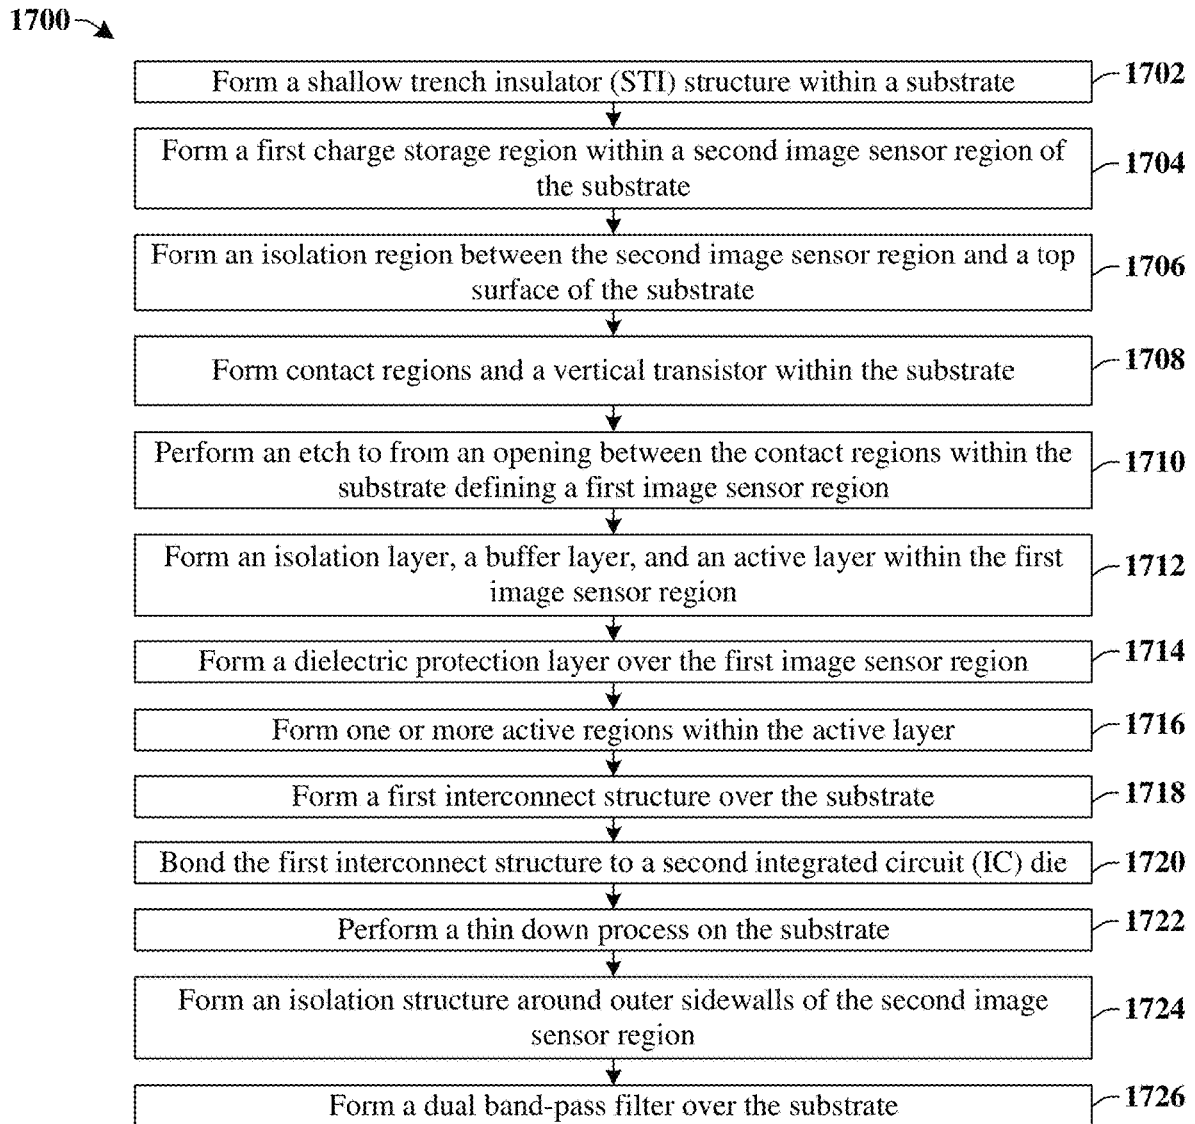 1700
Form a shallow trench insulator (STI) structure within a substrate
1702
Form a first charge storage region within a second image sensor region of
the substrate
1704
Form an isolation region between the second image sensor region and a top
surface of the substrate
1706
Form contact regions and a vertical transistor within the substrate
1708
Perform an etch to from an opening between the contact regions within the
substrate defining a first image sensor region
1710
Form an isolation layer, a buffer layer, and an active layer within the first
image sensor region
1712
Form a dielectric protection layer over the first image sensor region
1714
Form one or more active regions within the active layer
1716
Form a first interconnect structure over the substrate
1718
Bond the first interconnect structure to a second integrated circuit (IC) die
1720
Perform a thin down process on the substrate
1722
Form an isolation structure around outer sidewalls of the second image
sensor region
1724
Form a dual band-pass filter over the substrate
1726